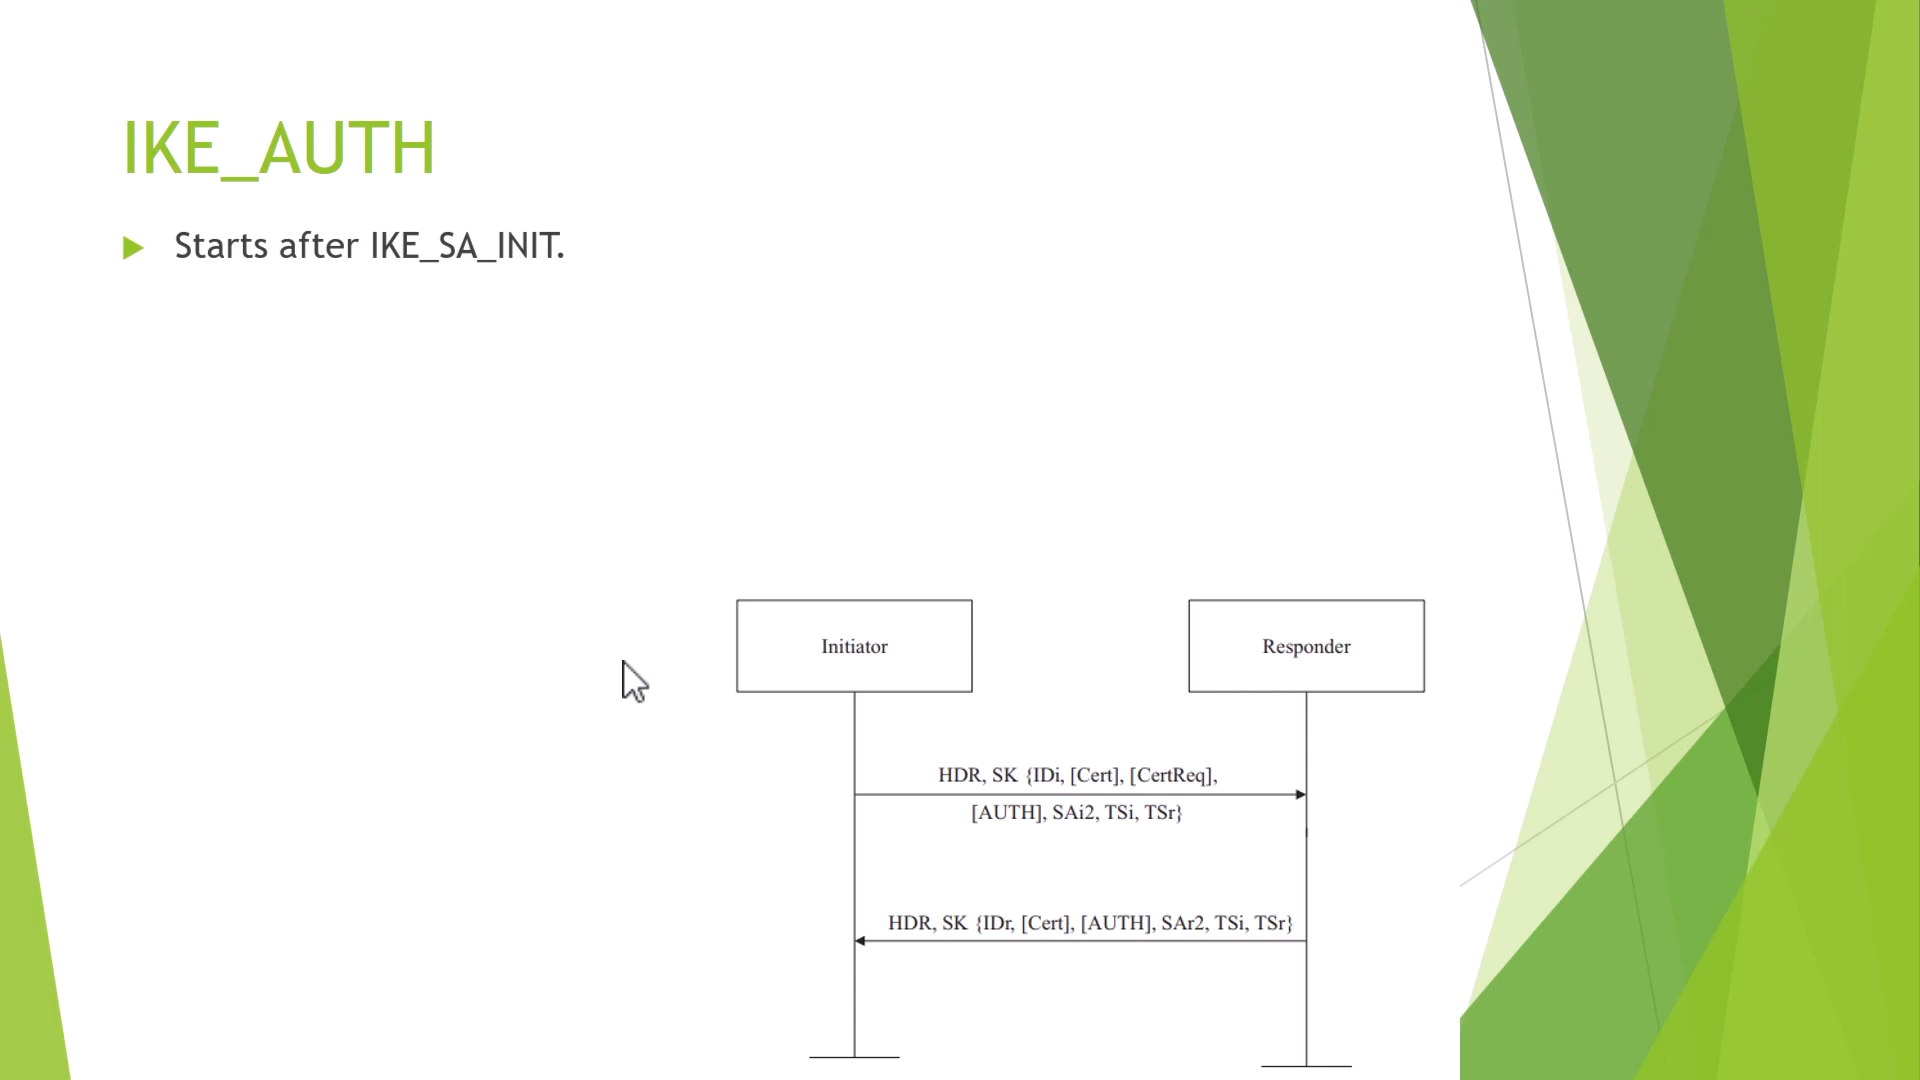 IKE_AUTH
Starts after IKE_SA_INIT.
Initiator
Responder
HDR, SK {IDi, [Cert], [CertReq],
[AUTH], SAi2, TSi, TSr}
HDR, SK {IDr, [Cert], [AUTH], SAr2, TSi, TSr}